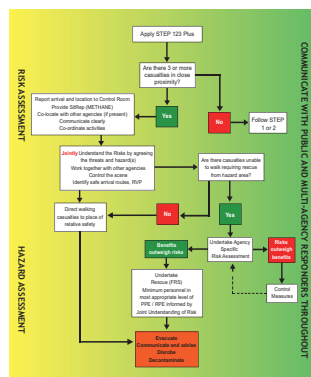 Apply STEP 123 Plus
Are there 3 or more
casualties in close
proximity?
Yes
No
Follow STEP
1 or 2
Report arrival and location to Control Room
Provide SitRep (METHANE)
Co-locate with other agencies (if present)
Communicate clearly
Co-ordinate activities
Jointly Understand the Risks by agreeing
the threats and hazard(s)
Work together with other agencies
Control the scene
Identify safe arrival routes, RVP
Are there casualties unable
to walk requiring rescue
from hazard area?
No
Yes
Direct walking
casualties to place of
relative safety
Benefits
outweigh risks
Undertake Agency
Specific
Risk Assessment
Risks
outweigh
benefits
Control
Measures
Undertake
Rescue (FRS)
Minimum personnel in
most appropriate level of
PPE / RPE informed by
Joint Understanding of Risk
Evacuate
Communicate and advise
Disrobe
Decontaminate
RISK ASSESSMENT
HAZARD ASSESSMENT
COMMUNICATE WITH PUBLIC AND MULTI-AGENCY RESPONDERS THROUGHOUT